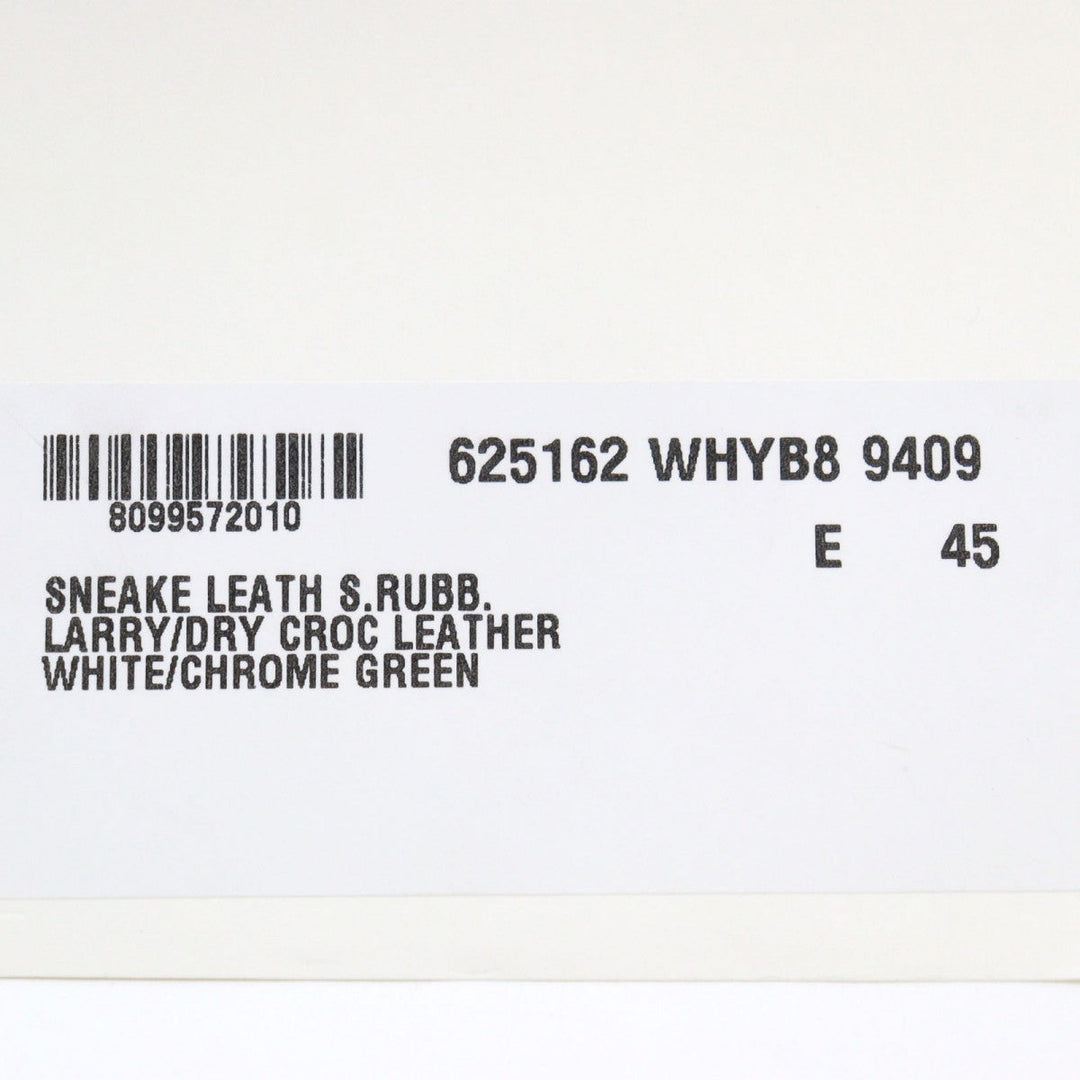 625162 WHYB8 9409
8099572010
E 45
SNEAKE LEATH S.RUBB.
LARRY/DRY CROC LEATHER
WHITE/CHROME GREEN